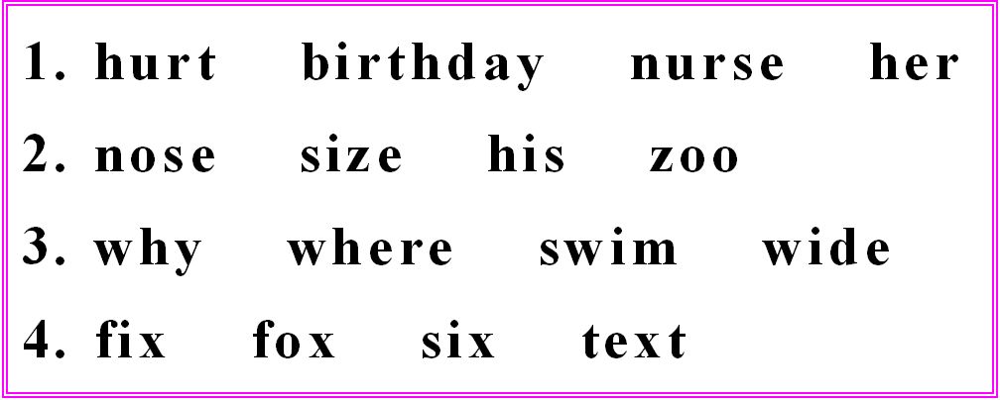 1. hurt birthday nurse her
2. nose size his zoo
3. why where swim wide
4. fix fox six text